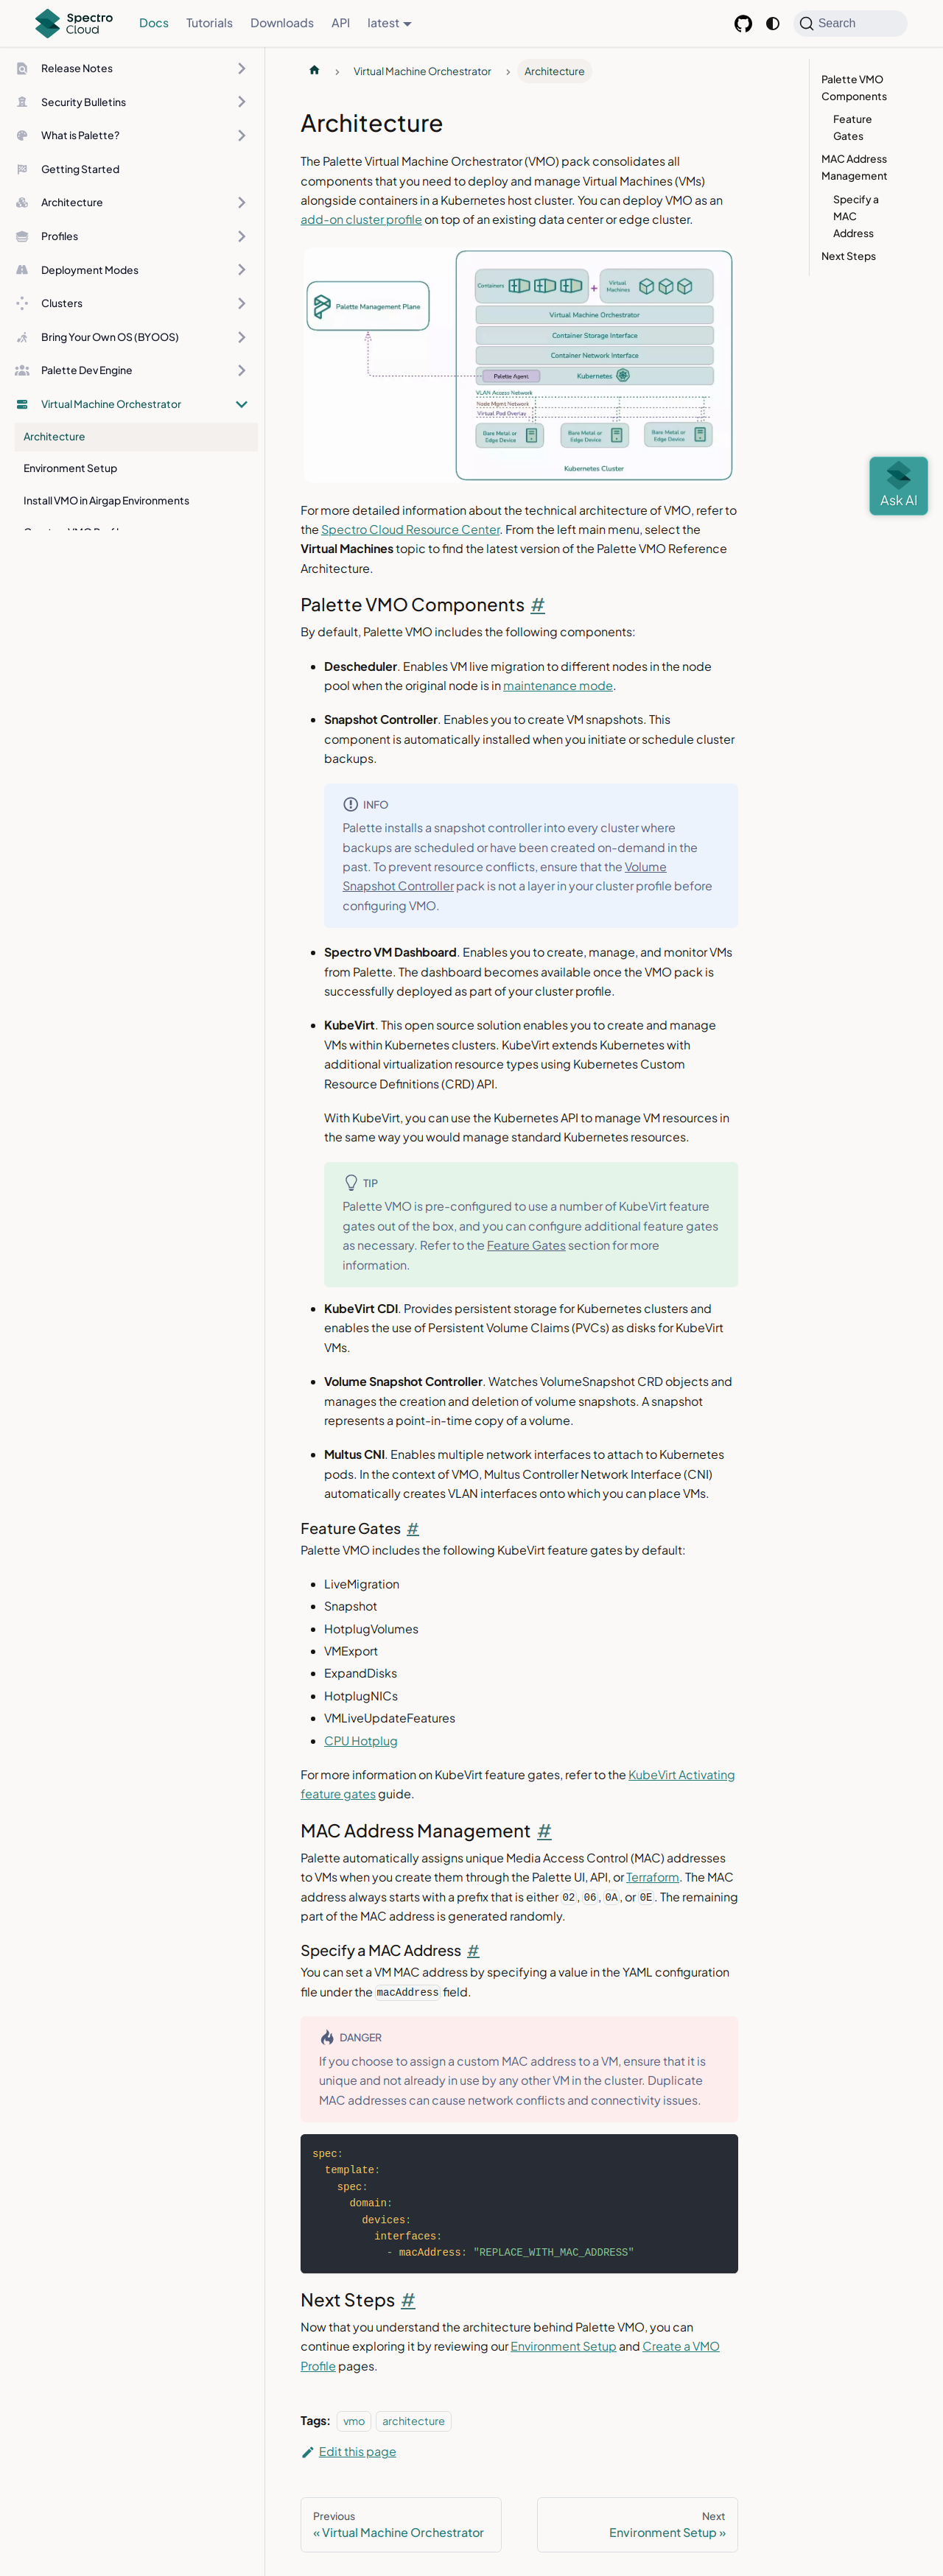 Spectro
Cloud
Docs
Tutorials
Downloads
API
latest
Search
Release Notes
Security Bulletins
What is Palette?
Getting Started
Architecture
Profiles
Deployment Modes
Clusters
Bring Your Own OS (BYOOS)
Palette Dev Engine
Virtual Machine Orchestrator
Architecture
Environment Setup
Install VMO in Airgap Environments
Virtual Machine Orchestrator
Architecture
Architecture
The Palette Virtual Machine Orchestrator (VMO) pack consolidates all
components that you need to deploy and manage Virtual Machines (VMs)
alongside containers in a Kubernetes host cluster. You can deploy VMO as an
add-on cluster profile on top of an existing data center or edge cluster.
Palette Management Plane
Containers
+
Virtual
Machines
Virtual Machine Orchestrator
Container Storage Interface
Container Network Interface
Palette Agent
Kubernetes
VLAN Access Network
Node Mgmt Network
Virtual Pod Overlay
Bare Metal or
Edge Device
Bare Metal or
Edge Device
Bare Metal or
Edge Device
Kubernetes Cluster
For more detailed information about the technical architecture of VMO, refer to
the Spectro Cloud Resource Center. From the left main menu, select the
Virtual Machines topic to find the latest version of the Palette VMO Reference
Architecture.
Palette VMO Components #
By default, Palette VMO includes the following components:
Descheduler. Enables VM live migration to different nodes in the node
pool when the original node is in maintenance mode.
Snapshot Controller. Enables you to create VM snapshots. This
component is automatically installed when you initiate or schedule cluster
backups.
INFO
Palette installs a snapshot controller into every cluster where
backups are scheduled or have been created on-demand in the
past. To prevent resource conflicts, ensure that the Volume
Snapshot Controller pack is not a layer in your cluster profile before
configuring VMO.
Spectro VM Dashboard. Enables you to create, manage, and monitor VMs
from Palette. The dashboard becomes available once the VMO pack is
successfully deployed as part of your cluster profile.
KubeVirt. This open source solution enables you to create and manage
VMs within Kubernetes clusters. KubeVirt extends Kubernetes with
additional virtualization resource types using Kubernetes Custom
Resource Definitions (CRD) API.
With KubeVirt, you can use the Kubernetes API to manage VM resources in
the same way you would manage standard Kubernetes resources.
TIP
Palette VMO is pre-configured to use a number of KubeVirt feature
gates out of the box, and you can configure additional feature gates
as necessary. Refer to the Feature Gates section for more
information.
KubeVirt CDI. Provides persistent storage for Kubernetes clusters and
enables the use of Persistent Volume Claims (PVCs) as disks for KubeVirt
VMs.
Volume Snapshot Controller. Watches VolumeSnapshot CRD objects and
manages the creation and deletion of volume snapshots. A snapshot
represents a point-in-time copy of a volume.
Multus CNI. Enables multiple network interfaces to attach to Kubernetes
pods. In the context of VMO, Multus Controller Network Interface (CNI)
automatically creates VLAN interfaces onto which you can place VMs.
Feature Gates #
Palette VMO includes the following KubeVirt feature gates by default:
LiveMigration
Snapshot
HotplugVolumes
VMExport
ExpandDisks
HotplugNICs
VMLiveUpdateFeatures
CPU Hotplug
For more information on KubeVirt feature gates, refer to the KubeVirt Activating
feature gates guide.
MAC Address Management #
Palette automatically assigns unique Media Access Control (MAC) addresses
to VMs when you create them through the Palette UI, API, or Terraform. The MAC
address always starts with a prefix that is either 02, 06, 0A, or 0E. The remaining
part of the MAC address is generated randomly.
Specify a MAC Address #
You can set a VM MAC address by specifying a value in the YAML configuration
file under the macAddress field.
DANGER
If you choose to assign a custom MAC address to a VM, ensure that it is
unique and not already in use by any other VM in the cluster. Duplicate
MAC addresses can cause network conflicts and connectivity issues.
spec:
template:
spec:
domain:
devices:
interfaces:
- macAddress: "REPLACE_WITH_MAC_ADDRESS"
Next Steps #
Now that you understand the architecture behind Palette VMO, you can
continue exploring it by reviewing our Environment Setup and Create a VMO
Profile pages.
Tags: vmo architecture
Edit this page
Previous
« Virtual Machine Orchestrator
Next
Environment Setup »
Palette VMO
Components
Feature
Gates
MAC Address
Management
Specify a
MAC
Address
Next Steps
Ask AI